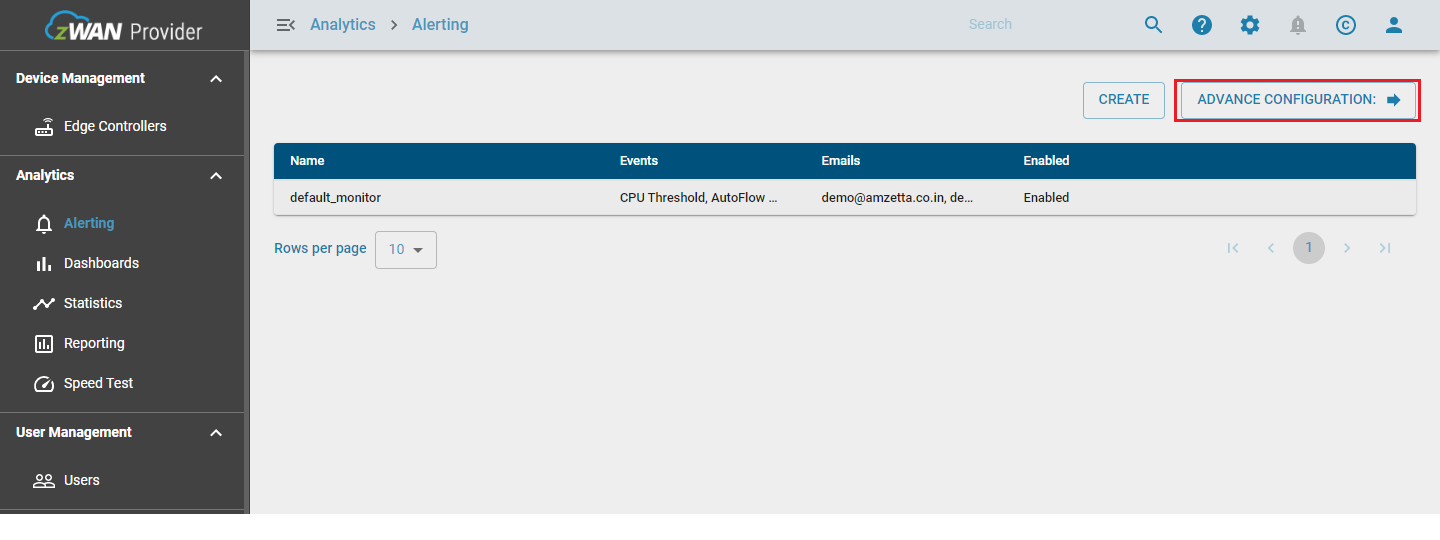 zWAN Provider
Analytics > Alerting
Search
Device Management
Edge Controllers
Analytics
Alerting
Dashboards
Statistics
Reporting
Speed Test
User Management
Users
CREATE
ADVANCE CONFIGURATION:
Name Events Emails Enabled
default_monitor CPU Threshold, AutoFlow ... demo@amzetta.co.in, de... Enabled
Rows per page 10
1